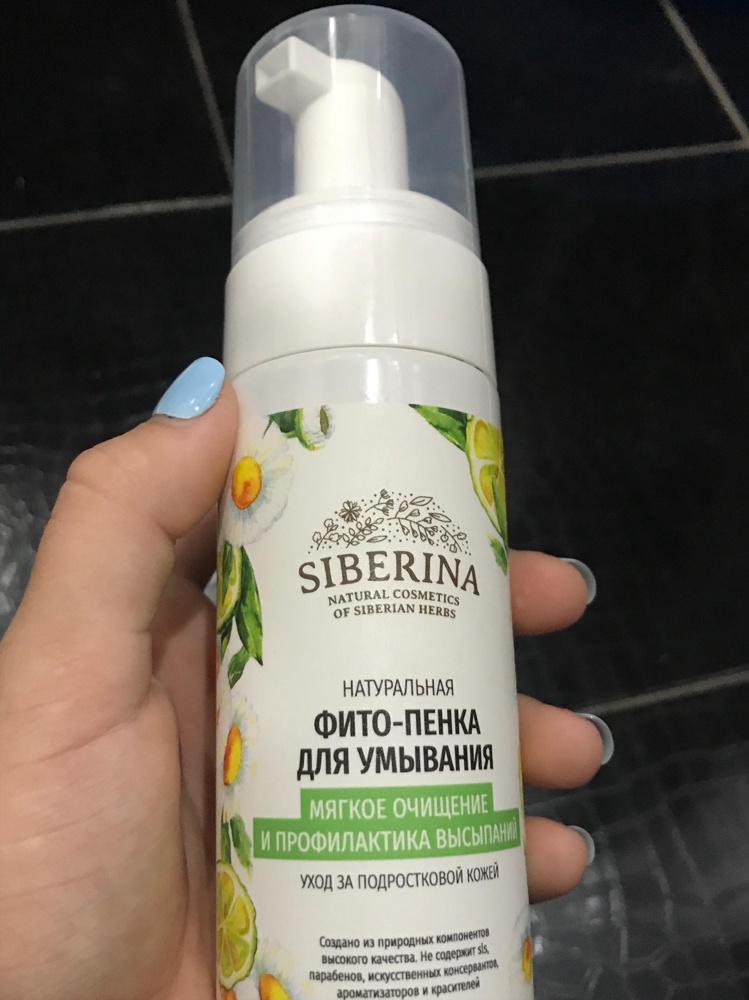 SIBERINA
NATURAL COSMETICS
OF SIBERIAN HERBS
НАТУРАЛЬНАЯ
ФИТО-ПЕНКА
ДЛЯ УМЫВАНИЯ
МЯГКОЕ ОЧИЩЕНИЕ
И ПРОФИЛАКТИКА ВЫСЫПАНИЙ
УХОД ЗА ПОДРОСТКОВОЙ КОЖЕЙ
Создано из природных компонентов
высокого качества. Не содержит sls,
парабенов, искусственных консервантов,
ароматизаторов и красителей